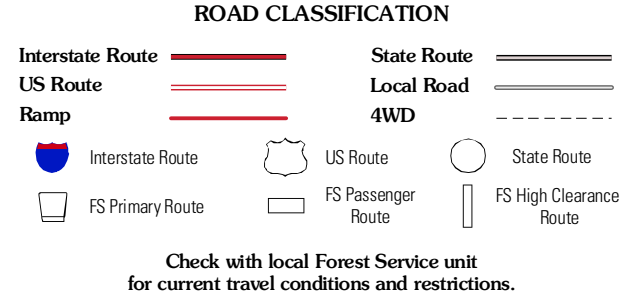 ROAD CLASSIFICATION
Interstate Route
State Route
US Route
Local Road
Ramp
4WD
Interstate Route
US Route
State Route
FS Primary Route
FS Passenger
Route
FS High Clearance
Route
Check with local Forest Service unit
for current travel conditions and restrictions.